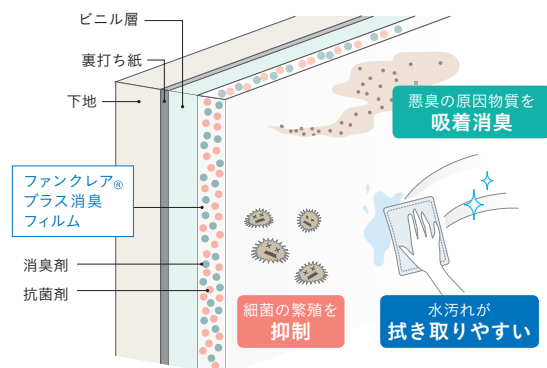 ビニル層
裏打ち紙
下地
ファンクレア®
プラス消臭
フィルム
消臭剤
抗菌剤
悪臭の原因物質を
吸着消臭
細菌の繁殖を
抑制
水汚れが
拭き取りやすい